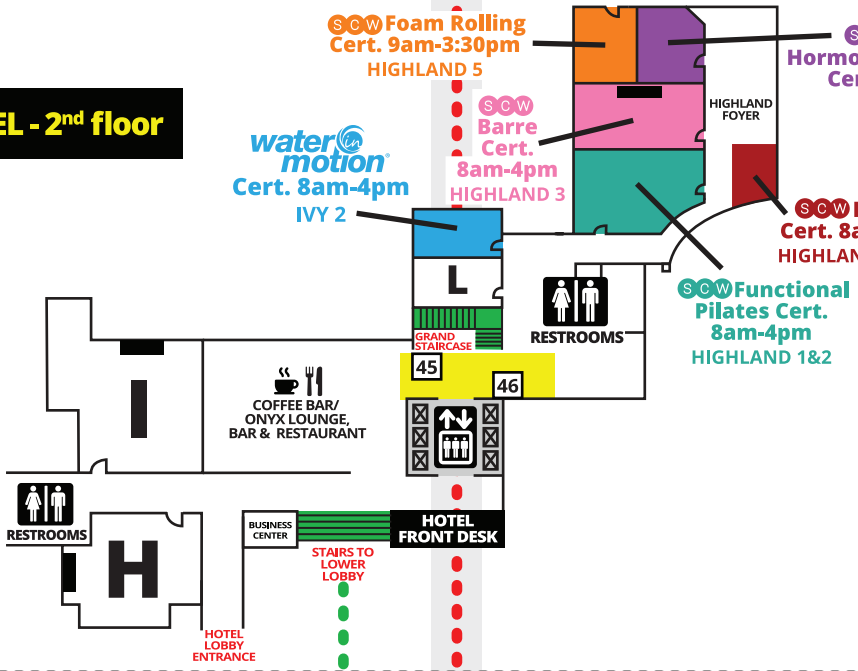 SCW Foam Rolling
Cert. 9am-3:30pm
HIGHLAND 5
Cer
HIGHLAND
FOYER
EL - 2nd floor
water in
motion®
Cert. 8am-4pm
IVY 2
SCW
Barre
Cert.
8am-4pm
HIGHLAND 3
SCW
Cert. 8a
HIGHLAN
SCW Functional
Pilates Cert.
8am-4pm
HIGHLAND 1&2
L
GRAND
STAIRCASE
RESTROOMS
45
46
I
COFFEE BAR/
ONYX LOUNGE,
BAR & RESTAURANT
RESTROOMS
H
BUSINESS
CENTER
HOTEL
FRONT DESK
STAIRS TO
LOWER
LOBBY
HOTEL
LOBBY
ENTRANCE